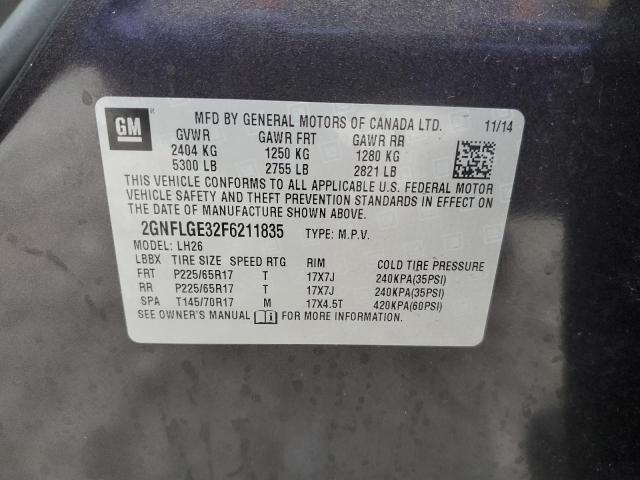 GM
MFD BY GENERAL MOTORS OF CANADA LTD. 11/14
GVWR GAWR FRT GAWR RR
2404 KG 1250 KG 1280 KG
5300 LB 2755 LB 2821 LB
THIS VEHICLE CONFORMS TO ALL APPLICABLE U.S. FEDERAL MOTOR
VEHICLE SAFETY AND THEFT PREVENTION STANDARDS IN EFFECT ON
THE DATE OF MANUFACTURE SHOWN ABOVE.
2GNFLGE32F6211835 TYPE: M.P.V.
MODEL: LH26
LBBX TIRE SIZE SPEED RTG RIM COLD TIRE PRESSURE
FRT P225/65R17 T 17X7J 240KPA(35PSI)
RR P225/65R17 T 17X7J 240KPA(35PSI)
SPA T145/70R17 M 17X4.5T 420KPA(60PSI)
SEE OWNER'S MANUAL FOR MORE INFORMATION.